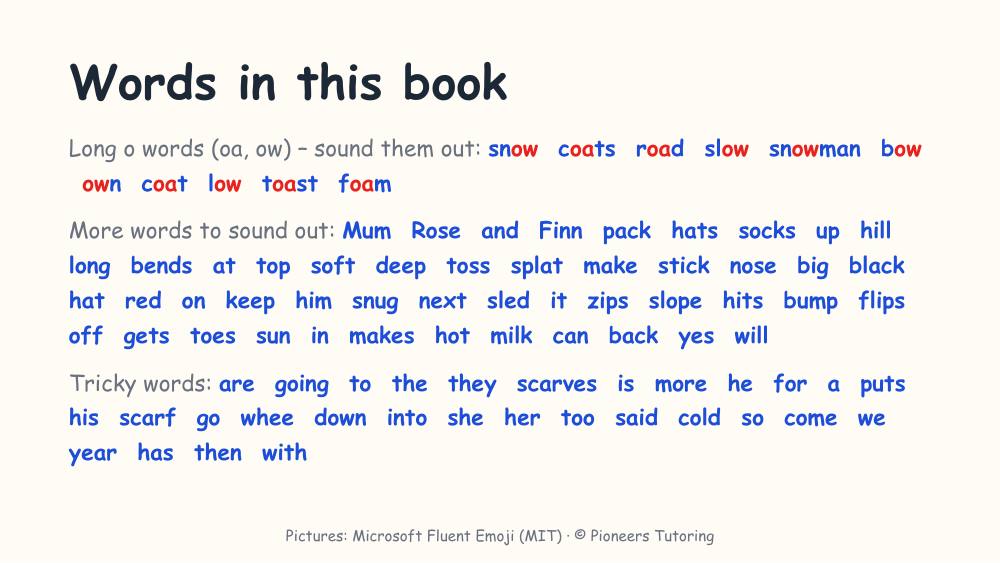 Words in this book
Long o words (oa, ow) – sound them out: snow coats road slow snowman bow
own coat low toast foam
More words to sound out: Mum Rose and Finn pack hats socks up hill
long bends at top soft deep toss splat make stick nose big black
hat red on keep him snug next sled it zips slope hits bump flips
off gets toes sun in makes hot milk can back yes will
Tricky words: are going to the they scarves is more he for a puts
his scarf go whee down into she her too said cold so come we
year has then with
Pictures: Microsoft Fluent Emoji (MIT) · © Pioneers Tutoring